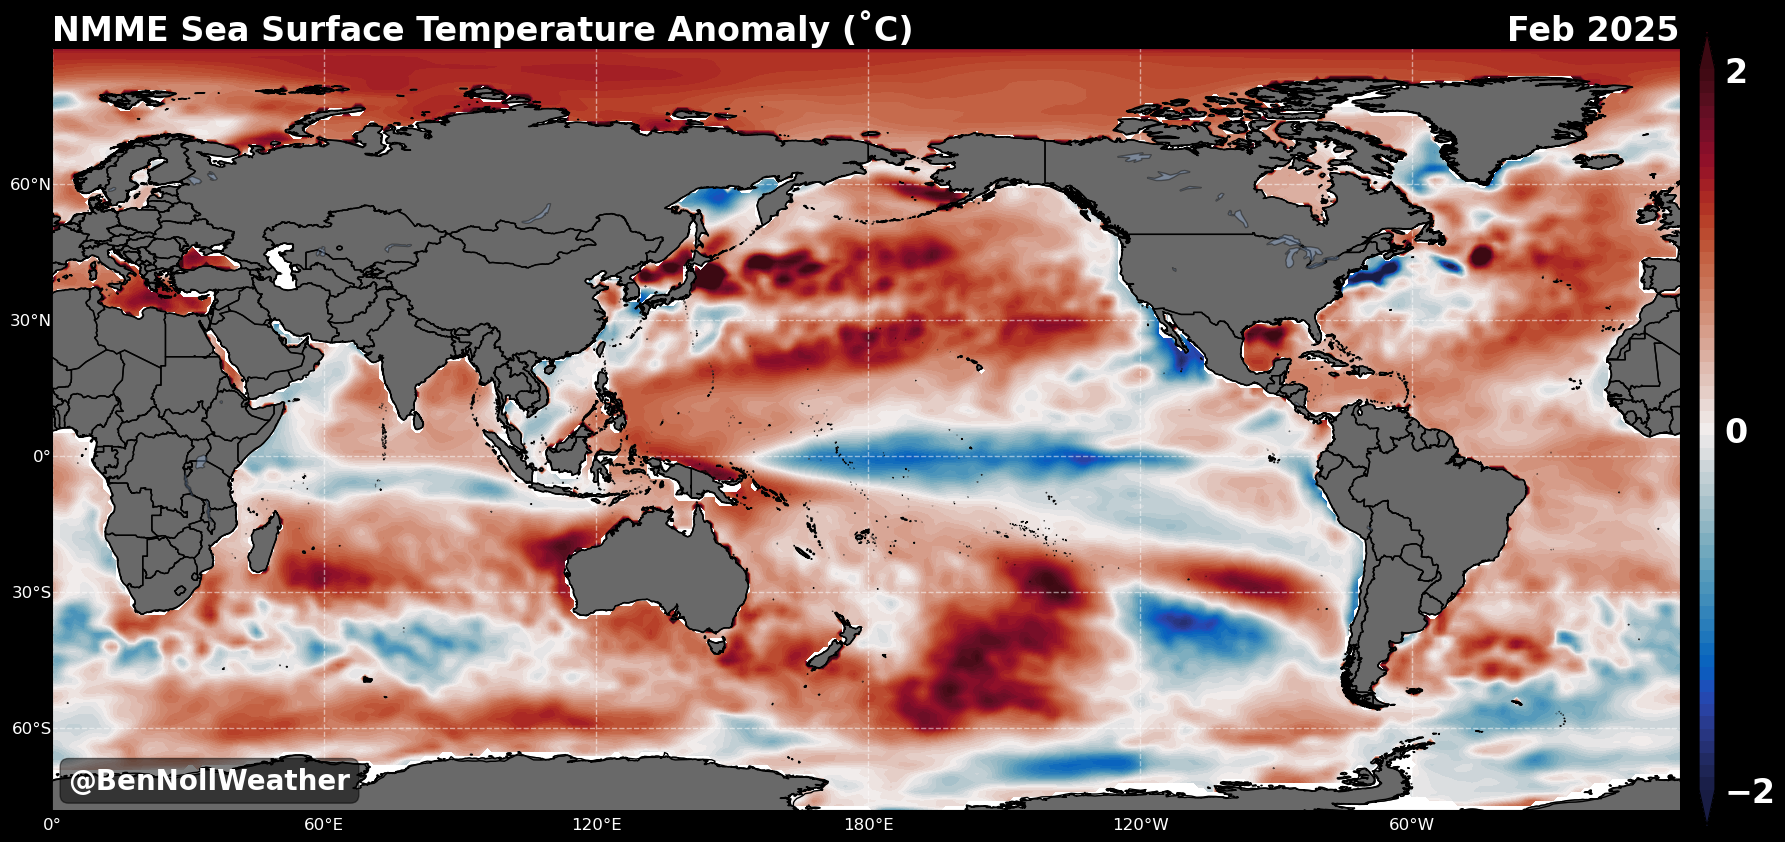 NMME Sea Surface Temperature Anomaly (˚C)
Feb 2025
2
0
−2
60°N
30°N
0°
30°S
60°S
@BenNollWeather
0°
60°E
120°E
180°E
120°W
60°W